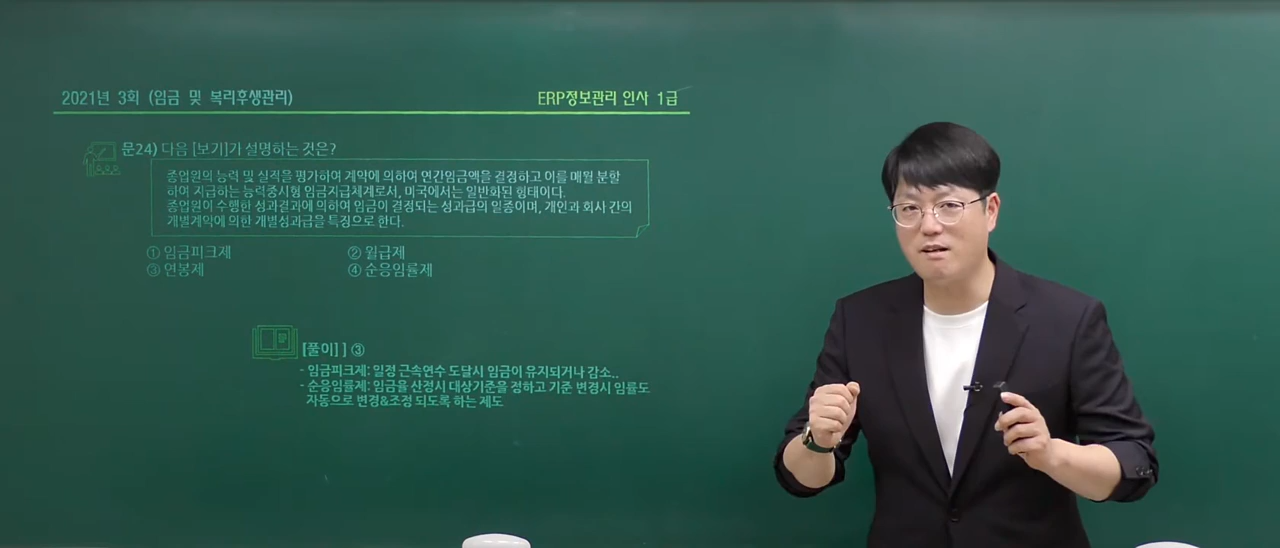 2021년 3회 (임금 및 복리후생관리)
ERP정보관리 인사 1급
문24) 다음 [보기]가 설명하는 것은?
종업원의 능력 및 실적을 평가하여 계약에 의하여 연간임금액을 결정하고 이를 매월 분할
하여 지급하는 능력중시형 임금지급체계로서, 미국에서는 일반화된 형태이다.
종업원이 수행한 성과결과에 의하여 임금이 결정되는 성과급의 일종이며, 개인과 회사 간의
개별계약에 의한 개별성과급을 특징으로 한다.
① 임금피크제 ② 월급제
③ 연봉제 ④ 순응임률제
[풀이] ] ③
- 임금피크제: 일정 근속연수 도달시 임금이 유지되거나 감소..
- 순응임률제: 임금율 산정시 대상기준을 정하고 기준 변경시 임률도
자동으로 변경&조정 되도록 하는 제도